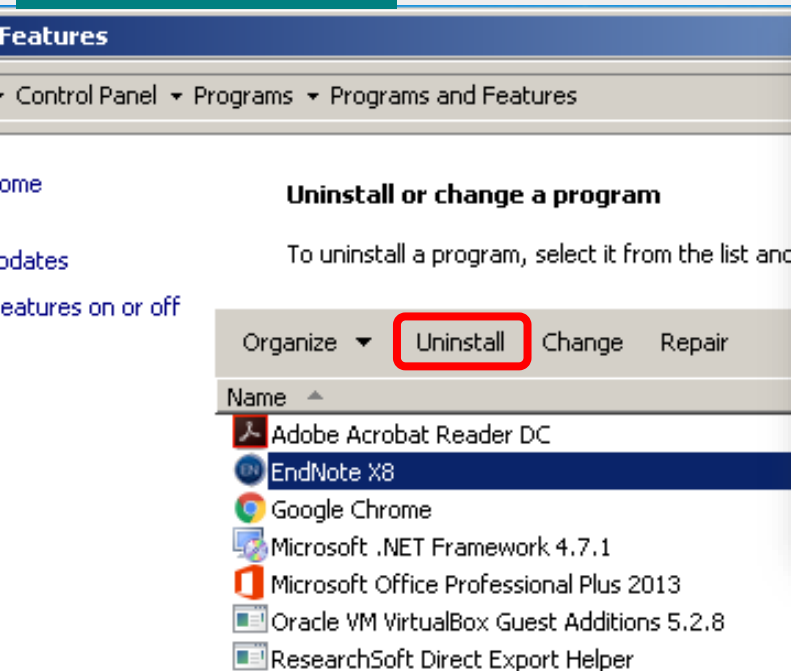 Features
Control Panel Programs Programs and Features
ome
Uninstall or change a program
pdates
To uninstall a program, select it from the list and
eatures on or off
Organize Uninstall Change Repair
Name
Adobe Acrobat Reader DC
EN EndNote X8
Google Chrome
Microsoft .NET Framework 4.7.1
Microsoft Office Professional Plus 2013
Oracle VM VirtualBox Guest Additions 5.2.8
ResearchSoft Direct Export Helper